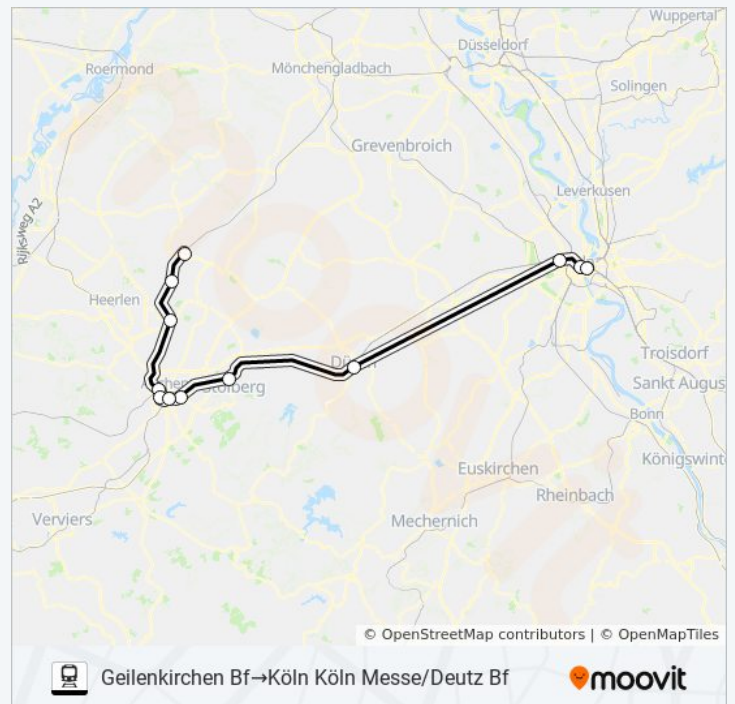 Wuppertal
Düsseldorf
Roermond
Mönchengladbach
Solingen
Grevenbroich
Leverkusen
Rijksweg A2
Heerlen
Troisdorf
Stolberg
Sankt Augus
Bonn
Königswint
Euskirchen
Rheinbach
Verviers
Mechernich
© OpenStreetMap contributors | © OpenMapTiles
Geilenkirchen Bf→Köln Köln Messe/Deutz Bf
moovit